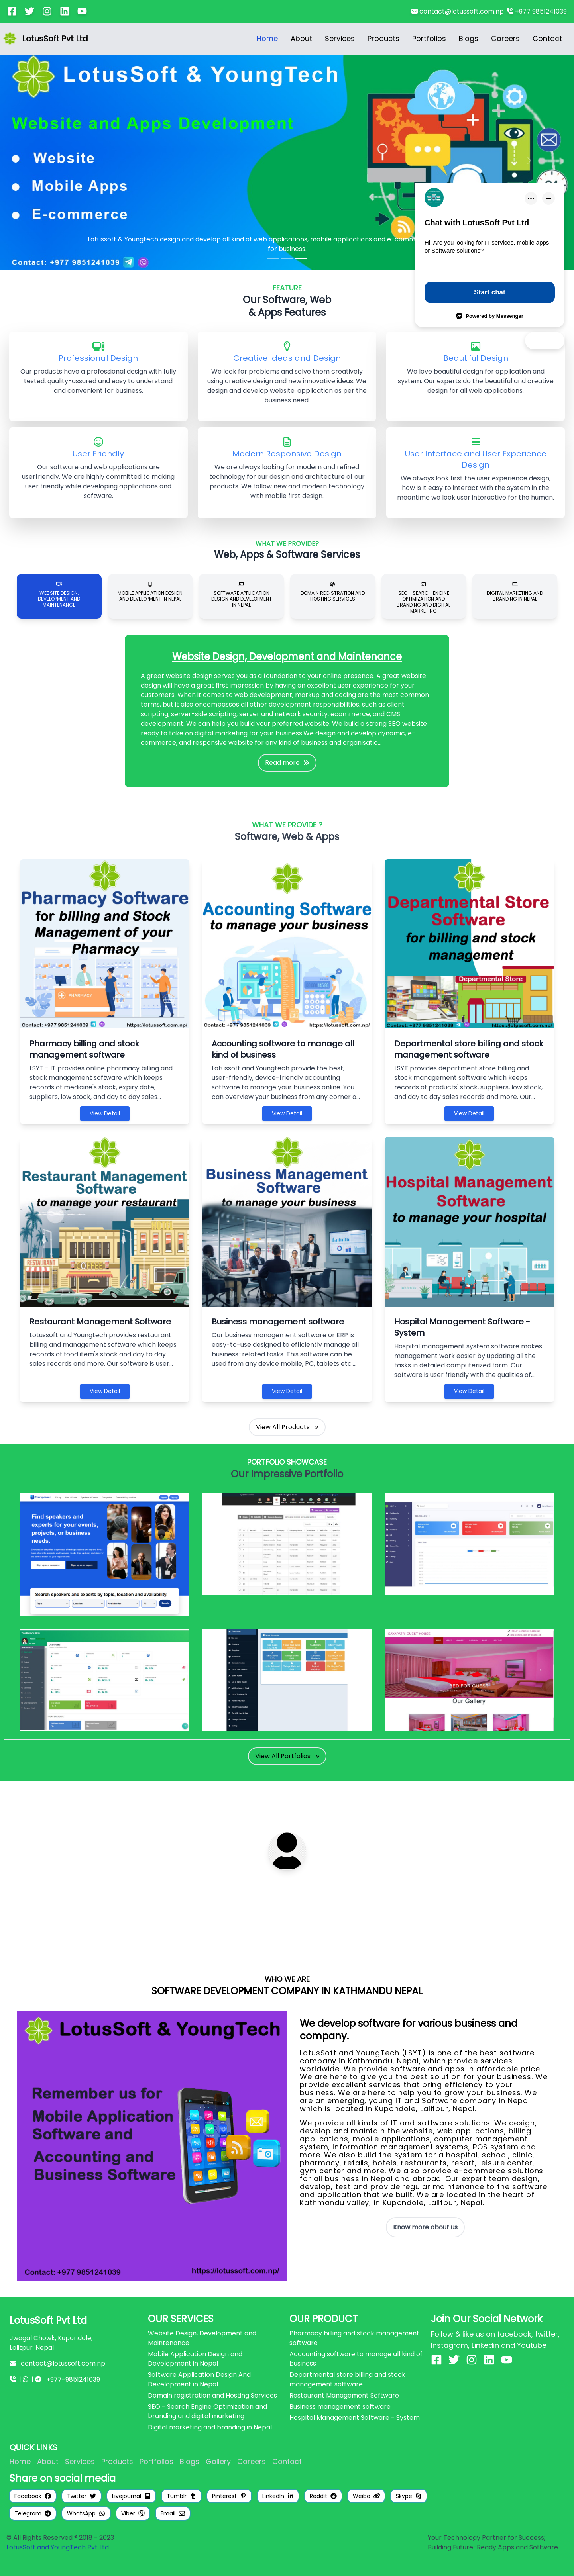 contact@lotussoft.com.np +977 9851241039
LotusSoft Pvt Ltd
Home About Services Products Portfolios Blogs Careers Contact
LotusSoft & YoungTech
Website and Apps Development
Website
Mobile Apps
E-commerce
Contact: +977 9851241039
Lotussoft & Youngtech design and develop all kind of web applications, mobile applications and e-comm
for business.
Chat with LotusSoft Pvt Ltd
Hi! Are you looking for IT services, mobile apps
or Software solutions?
Start chat
Powered by Messenger
FEATURE
Our Software, Web
& Apps Features
Professional Design
Our products have a professional design with fully
tested, quality-assured and easy to understand
and convenient for business.
Creative Ideas and Design
We look for problems and solve them creatively
using creative design and new innovative ideas. We
design and develop website, application as per the
business need.
Beautiful Design
We love beautiful design for application and
system. Our experts do the beautiful and creative
design for all web applications.
User Friendly
Our software and web applications are
userfriendly. We are highly committed to making
user friendly while developing applications and
software.
Modern Responsive Design
We are always looking for modern and refined
technology for our design and architecture of our
products. We follow new and modern technology
with mobile first design.
User Interface and User Experience
Design
We always look first the user experience design,
how is it easy to interact with the system in the
meantime we look user interactive for human.
WHAT WE PROVIDE?
Web, Apps & Software Services
WEBSITE DESIGN,
DEVELOPMENT AND
MAINTENANCE
MOBILE APPLICATION DESIGN
AND DEVELOPMENT IN NEPAL
SOFTWARE APPLICATION
DESIGN AND DEVELOPMENT
IN NEPAL
DOMAIN REGISTRATION AND
HOSTING SERVICES
SEO - SEARCH ENGINE
OPTIMIZATION AND
BRANDING AND DIGITAL
MARKETING
DIGITAL MARKETING AND
BRANDING IN NEPAL
Website Design, Development and Maintenance
A great website design serves you as a foundation to your online presence. A great website
design will have a great first impression by having an excellent user experience for your
customers. When it comes to web development, markup and coding are the most common
terms, but it also encompasses all other development responsibilities, such as client
scripting, server-side scripting, server and network security, ecommerce, and CMS
development. We can help you build your preferred website. We build a strong SEO website
ready to take on digital marketing for your business.We design and develop dynamic, e-
commerce, and responsive website for any kind of business and organisatio...
Read more
WHAT WE PROVIDE ?
Software, Web & Apps
Pharmacy Software
for billing and Stock
Management of your
Pharmacy
PHARMACY
Contact: +977 9851241039 https://lotussoft.com.np/
Accounting Software
to manage your business
Contact: +977 9851241039 https://lotussoft.com.np/
Departmental Store
Software
for billing and stock
management
Departmental Store
Contact: +977 9851241039 https://lotussoft.com.np/
Pharmacy billing and stock
management software
LSYT - IT provides online pharmacy billing and
stock management software which keeps
records of medicine's stock, expiry date,
suppliers, low stock, and day to day sales...
View Detail
Accounting software to manage all
kind of business
Lotussoft and Youngtech provide the best,
user-friendly, device-friendly accounting
software to manage your business. You
can overview your business from any corner o...
View Detail
Departmental store billing and stock
management software
LSYT provides department store billing and
stock management software which keeps
records of products' stock, suppliers, low stock,
and day to day sales records and more. Our...
View Detail
Restaurant Management
Software
to manage your restaurant
RESTAURANT
Business Management
Software
to manage your business
Hospital Management
Software
to manage your hospital
Restaurant Management Software
Lotussoft and Youngtech provides restaurant
billing and management software which keeps
records of food item's stock and day to day
sales records and more. Our software is user...
View Detail
Business management software
Our business management software or ERP is
easy-to-use designed to efficiently manage all
business-related tasks. This software can be
used from any device mobile, PC, tablets etc....
View Detail
Hospital Management Software -
System
Hospital management system software makes
management work easier by updating all the
tasks in detailed computerized form. Our
software is user friendly with the qualities of...
View Detail
View All Products
PORTFOLIO SHOWCASE
Our Impressive Portfolio
Find speakers and
experts for your events,
projects, business
needs.
Search speakers and experts by topic, location and availability.
BED FOR GUEST
Our Gallery
View All Portfolios
WHO WE ARE
SOFTWARE DEVELOPMENT COMPANY IN KATHMANDU NEPAL
LotusSoft & YoungTech
Remember us for
Mobile Application
Software and
Accounting and
Business Software
Contact: +977 9851241039 https://lotussoft.com.np/
We develop software for various business and
company.
LotusSoft and YoungTech (LSYT) is one of the best software
company in Kathmandu, Nepal, which provide services
worldwide. We provide software and apps in affordable price.
We are here to give you the best solution for your business. We
provide excellent services that bring efficiency to your
business. We are here to help you to grow your business. We
are an emerging, young IT and Software company in Nepal
which is located in Kupondole, Lalitpur, Nepal.
We provide all kinds of IT and software solutions. We design,
develop and maintain the website, web applications, billing
applications, mobile applications, computer management
system, Information management systems, POS system and
more. We also build the system for a hospital, school, clinic,
pharmacy, retails, hotels, restaurants, resort, leisure center,
gym center and more. We also provide e-commerce solutions
for all business in Nepal and abroad. Our expert team design,
develop, test and provide regular maintenance to the software
and application that we built. We are located in the heart of
Kathmandu valley, in Kupondole, Lalitpur, Nepal.
Know more about us
LotusSoft Pvt Ltd
Jwagal Chowk, Kupondole,
Lalitpur, Nepal
contact@lotussoft.com.np
| | +977-9851241039
OUR SERVICES
Website Design, Development and
Maintenance
Mobile Application Design and
Development in Nepal
Software Application Design And
Development in Nepal
Domain registration and Hosting Services
SEO - Search Engine Optimization and
branding and digital marketing
Digital marketing and branding in Nepal
OUR PRODUCT
Pharmacy billing and stock management
software
Accounting software to manage all kind of
business
Departmental store billing and stock
management software
Restaurant Management Software
Business management software
Hospital Management Software - System
Join Our Social Network
Follow & like us on facebook, twitter,
Instagram, Linkedin and Youtube
QUICK LINKS
Home About Services Products Portfolios Blogs Gallery Careers Contact
Share on social media
Facebook Twitter Livejournal Tumblr Pinterest Linkedin Reddit Weibo Skype
Telegram WhatsApp Viber Email
© All Rights Reserved ® 2016 - 2023
LotusSoft and YoungTech Pvt Ltd
Your Technology Partner for Success;
Building Future-Ready Apps and Software